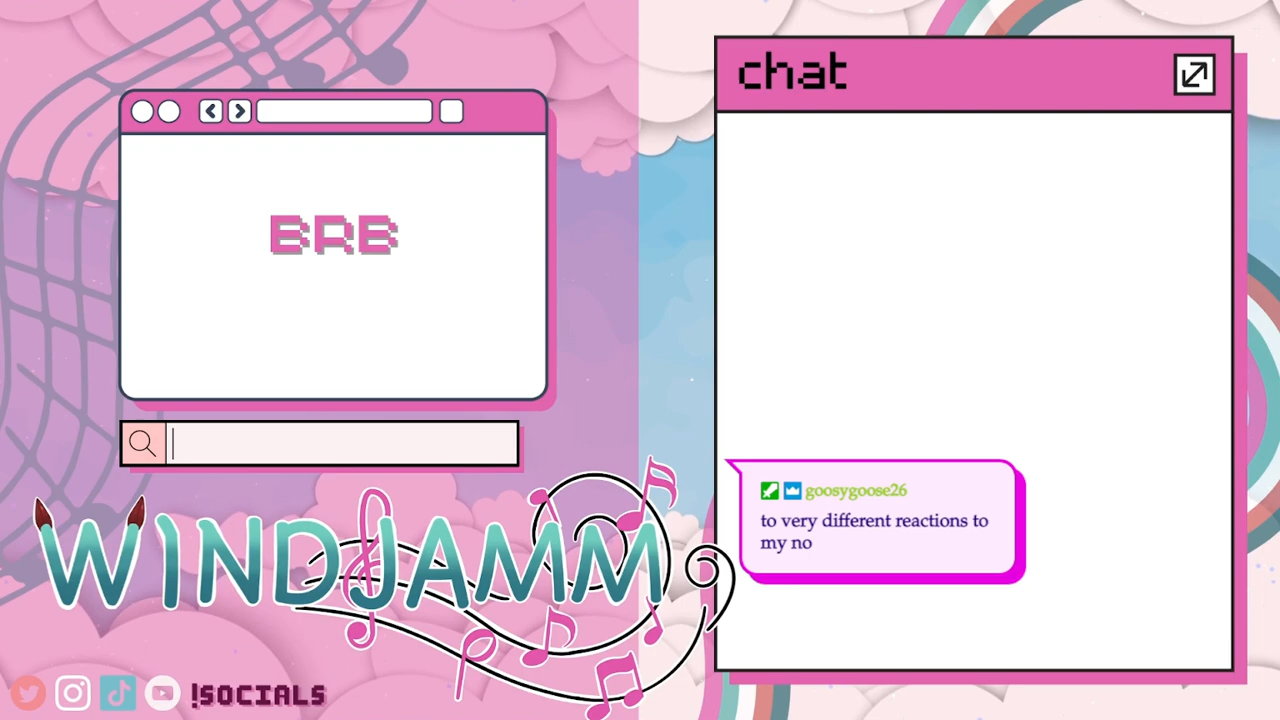 chat
BRB
goosygoose26
to very different reactions to
my no
WINDJAMM
!SOCIALS